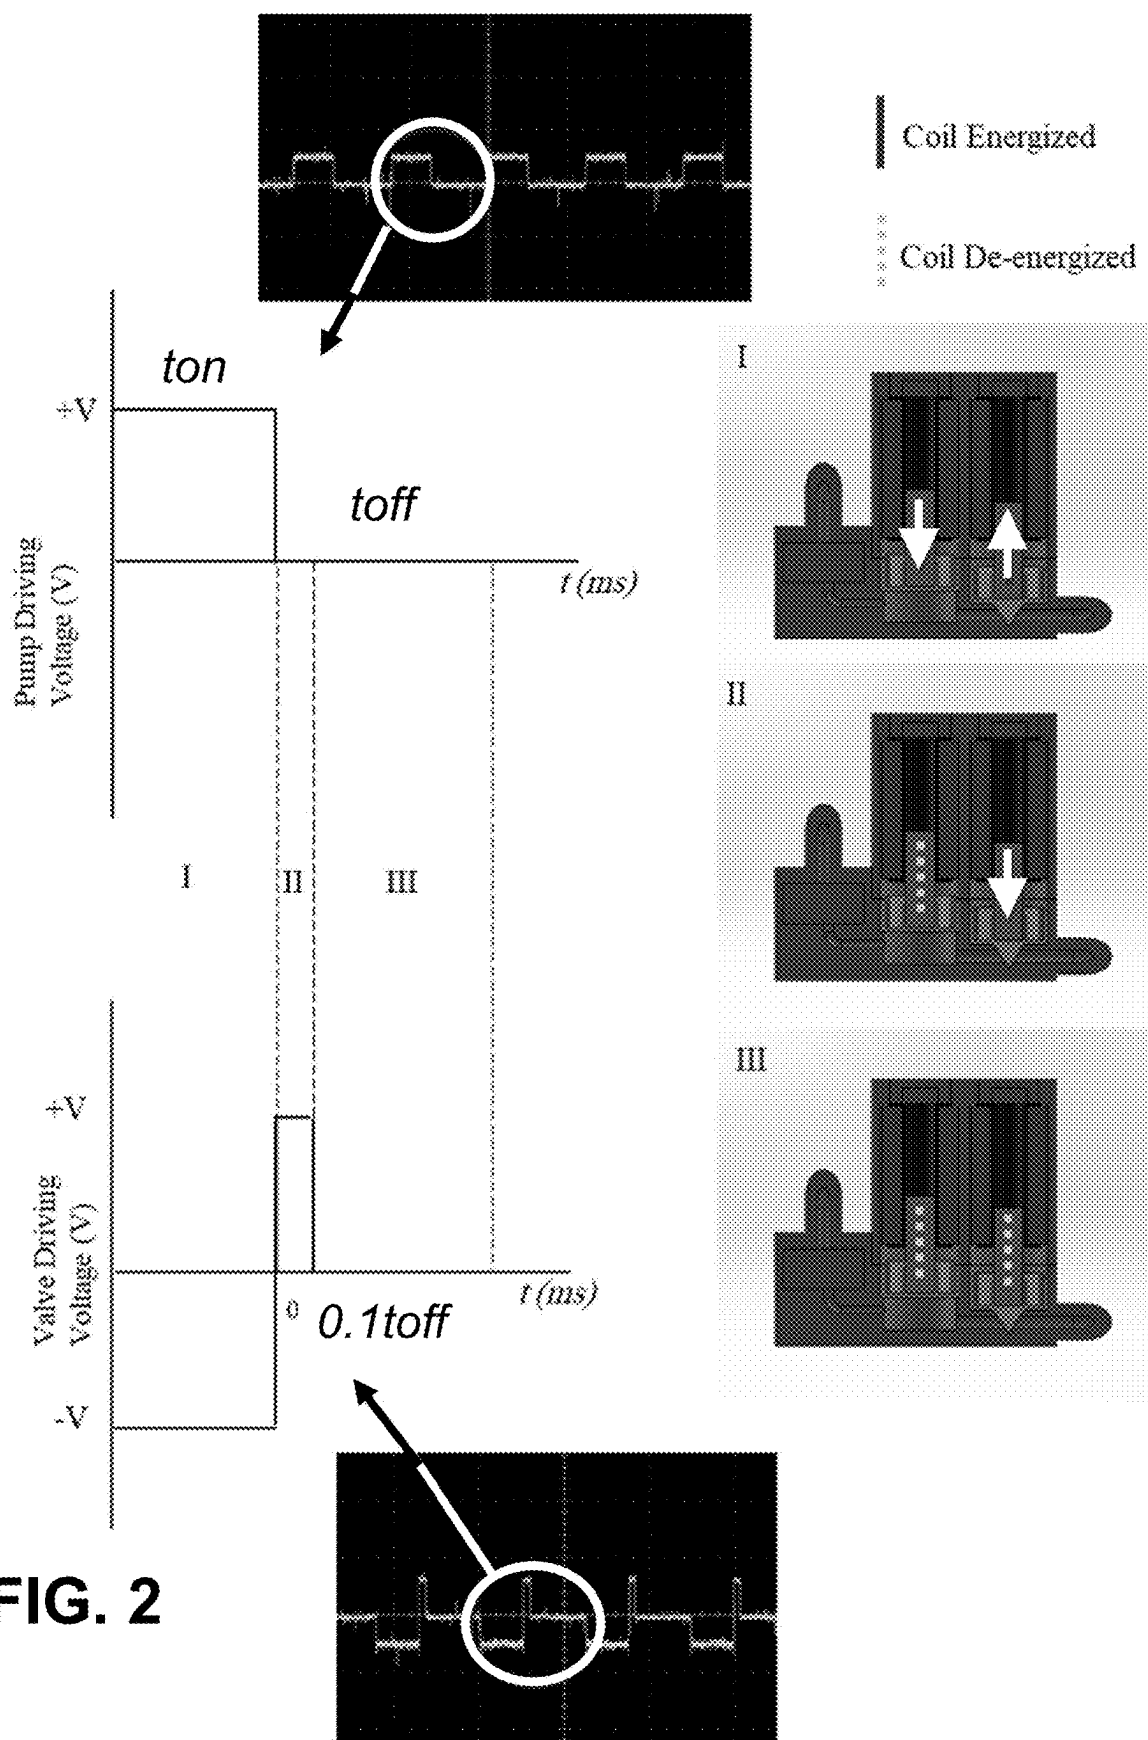 Coil Energized
Coil De-energized
ton
+V
toff
t (ms)
Pump Driving
Voltage (V)
I
II
III
I
II
III
+V
Valve Driving
Voltage (V)
0
t (ms)
0.1toff
-V
FIG. 2